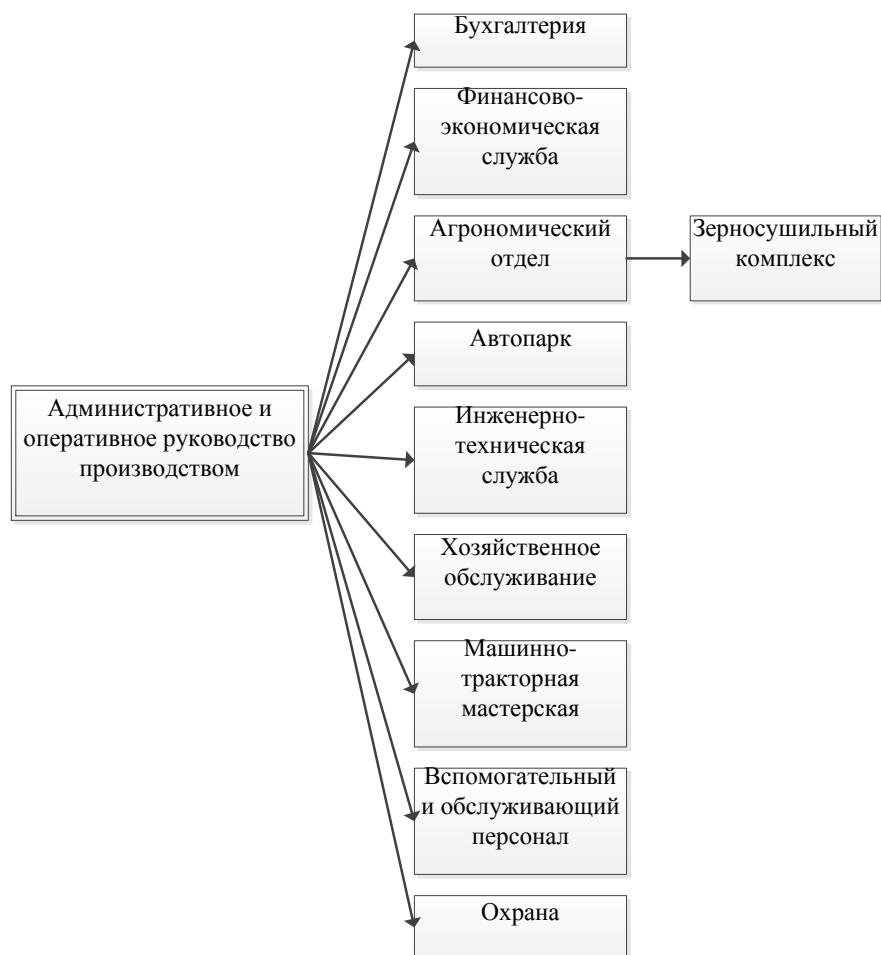 Бухгалтерия
Финансово-
экономическая
служба
Агрономический
отдел
Зерносушильный
комплекс
Автопарк
Административное и
оперативное руководство
производством
Инженерно-
техническая
служба
Хозяйственное
обслуживание
Машинно-
тракторная
мастерская
Вспомогательный
и обслуживающий
персонал
Охрана